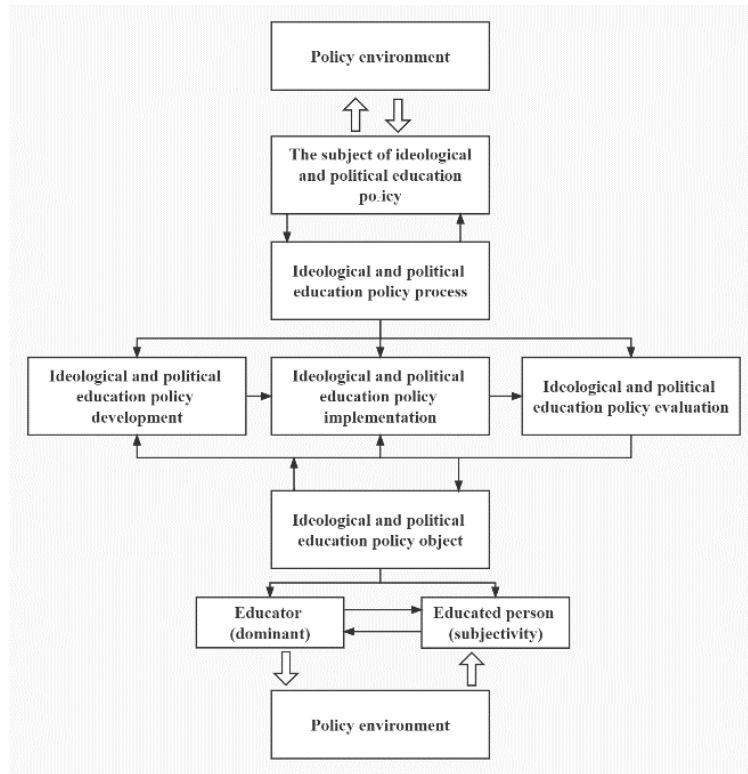 Policy environment
The subject of ideological
and political education
po.icy
Ideological and political
education policy process
Ideological and political
education policy
development
Ideological and political
education policy
implementation
Ideological and political
education policy evaluation
Ideological and political
education policy object
Educator
(dominant)
Educated person
(subjectivity)
Policy environment